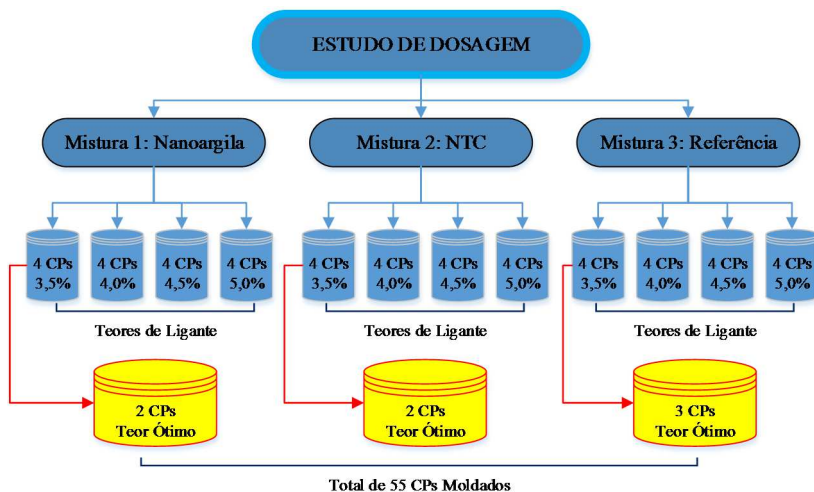 ESTUDO DE DOSAGEM
Mistura 1: Nanoargila
Mistura 2: NTC
Mistura 3: Referência
4 CPs
3,5%
4 CPs
4,0%
4 CPs
4,5%
4 CPs
5,0%
4 CPs
3,5%
4 CPs
4,0%
4 CPs
4,5%
4 CPs
5,0%
4 CPs
3,5%
4 CPs
4,0%
4 CPs
4,5%
4 CPs
5,0%
Teores de Ligante
Teores de Ligante
Teores de Ligante
2 CPs
Teor Ótimo
2 CPs
Teor Ótimo
3 CPs
Teor Ótimo
Total de 55 CPs Moldados